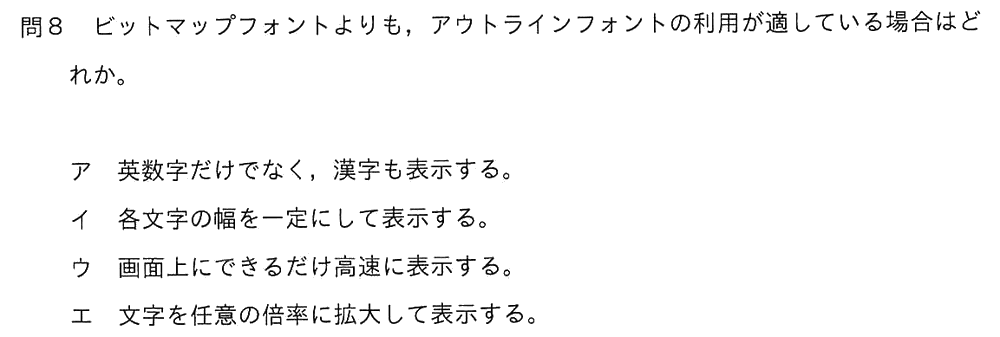 問８　ビットマップフォントよりも，アウトラインフォントの利用が適している場合はど
れか。
ア　英数字だけでなく，漢字も表示する。
イ　各文字の幅を一定にして表示する。
ウ　画面上にできるだけ高速に表示する。
エ　文字を任意の倍率に拡大して表示する。